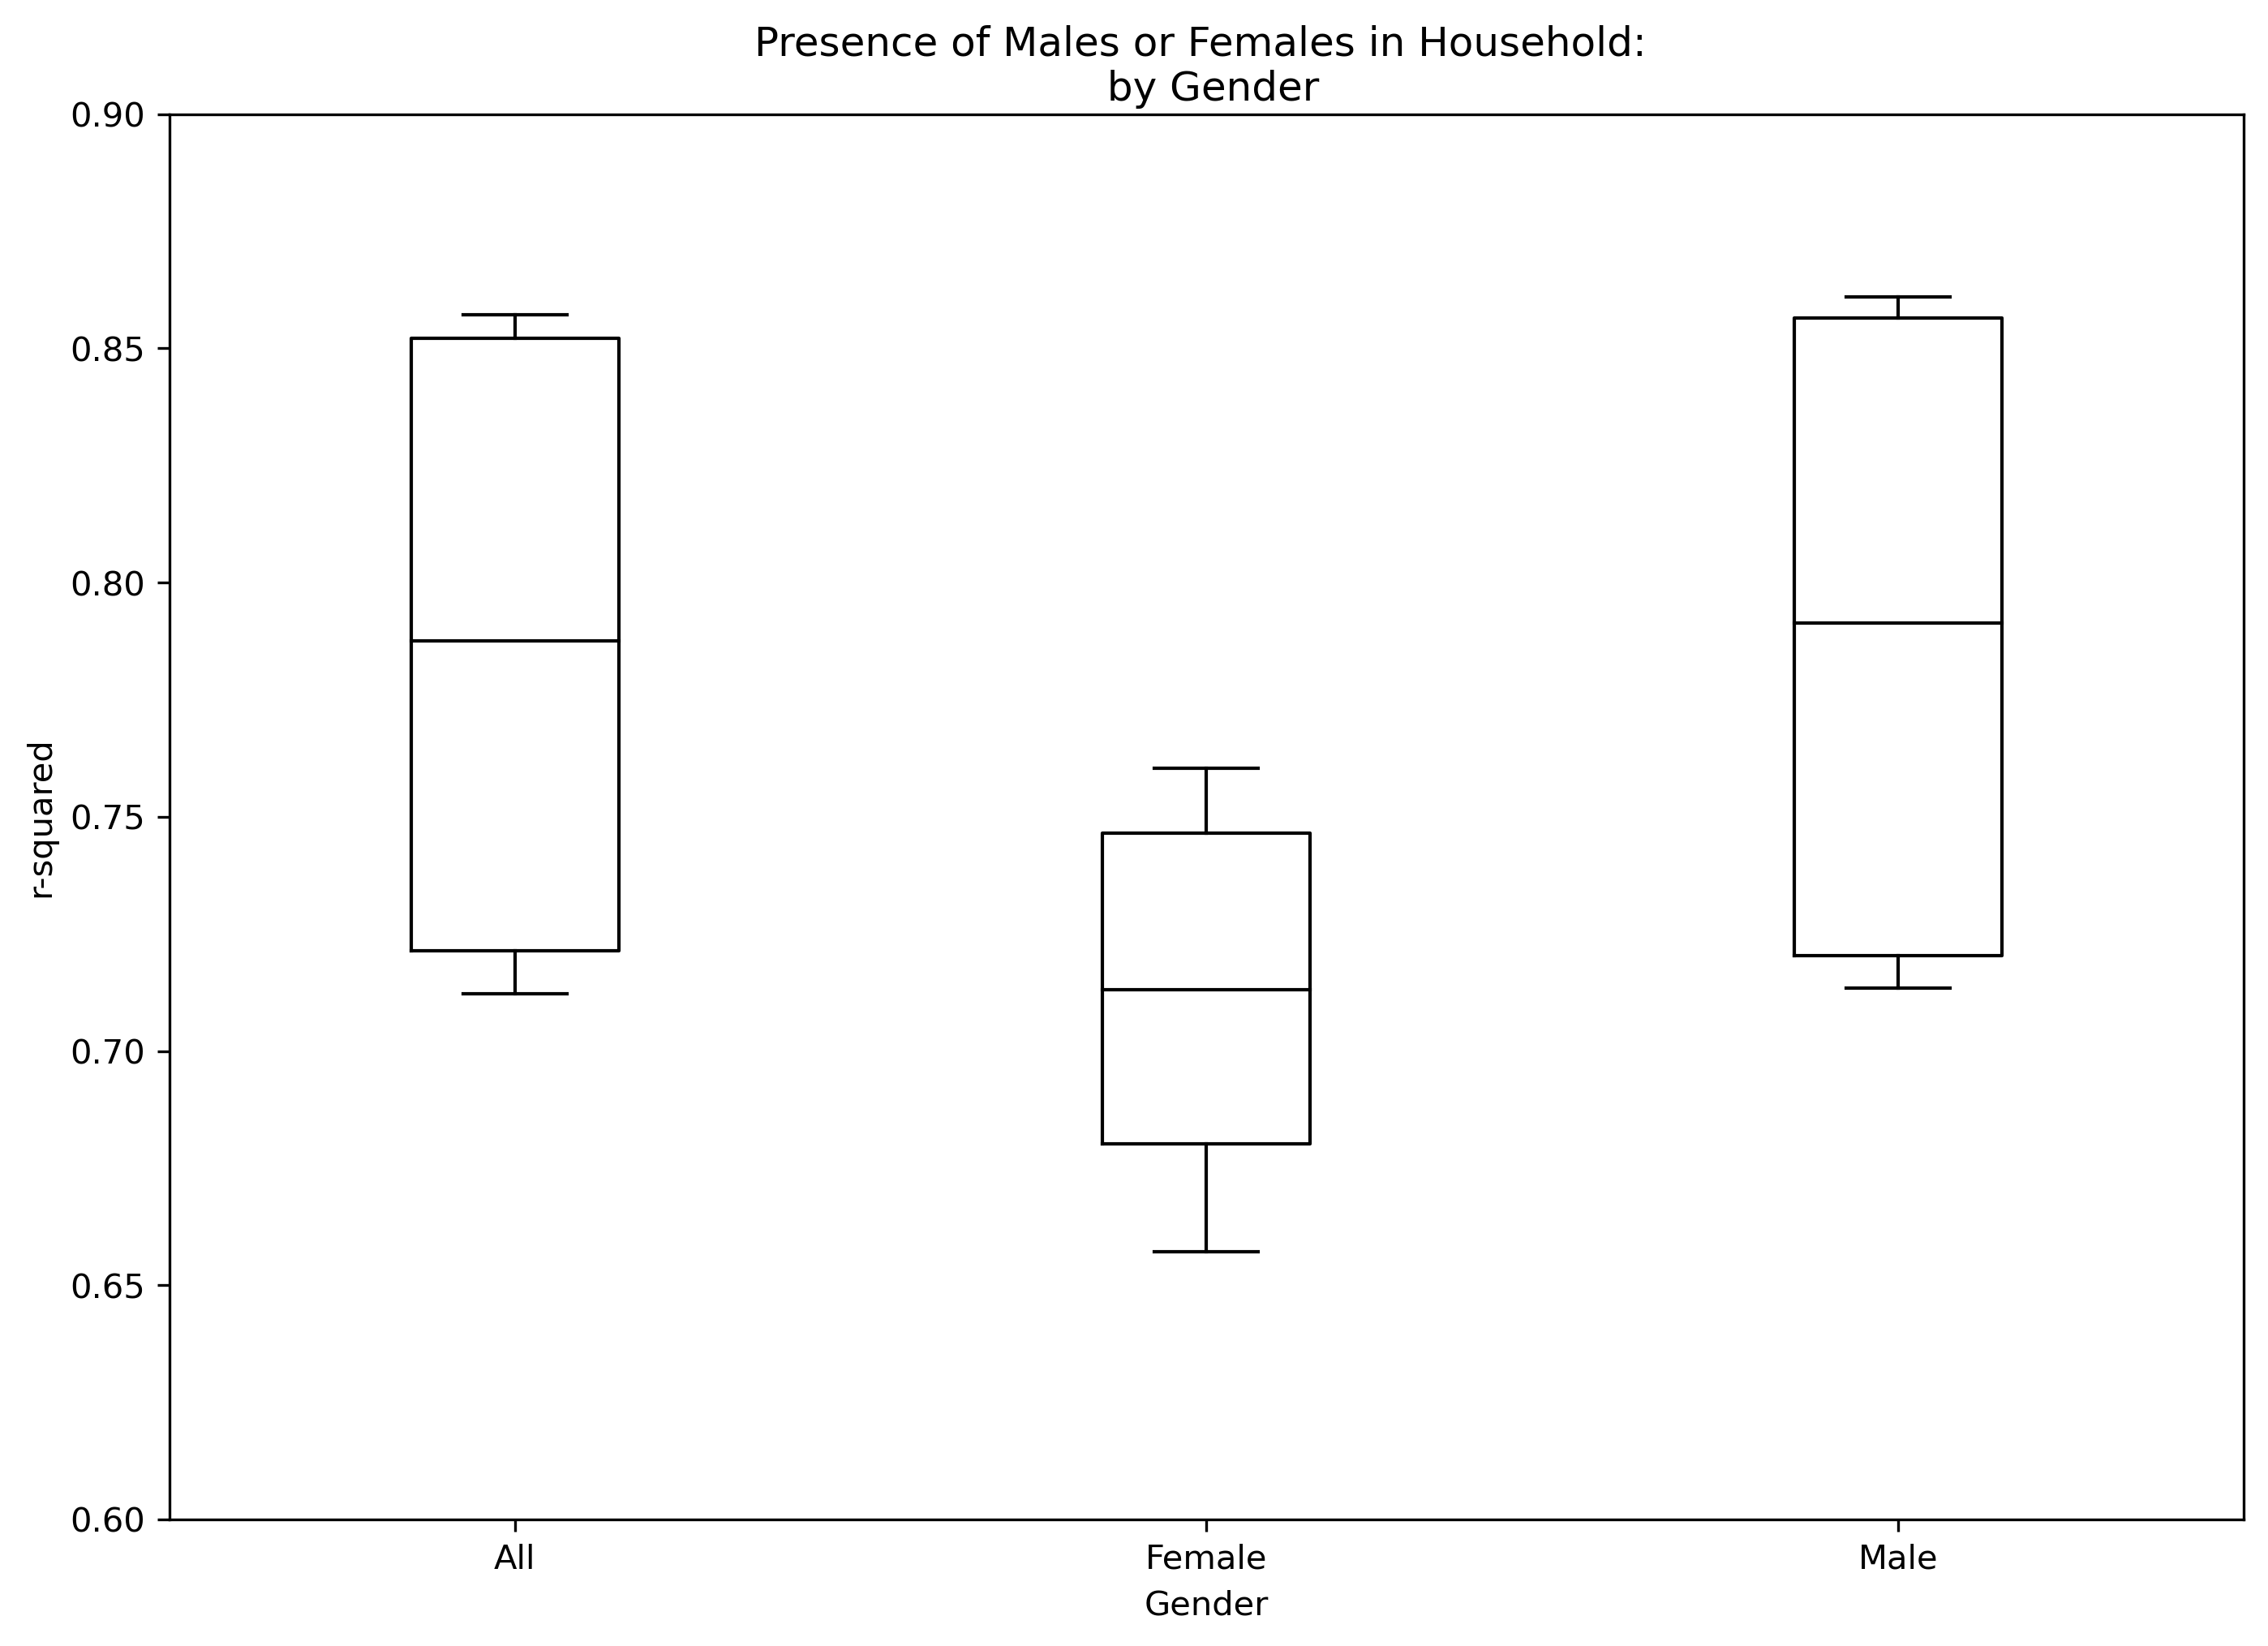 Presence of Males or Females in Household:
by Gender
0.90
0.85
0.80
0.75
0.70
0.65
0.60
r-squared
All
Female
Male
Gender